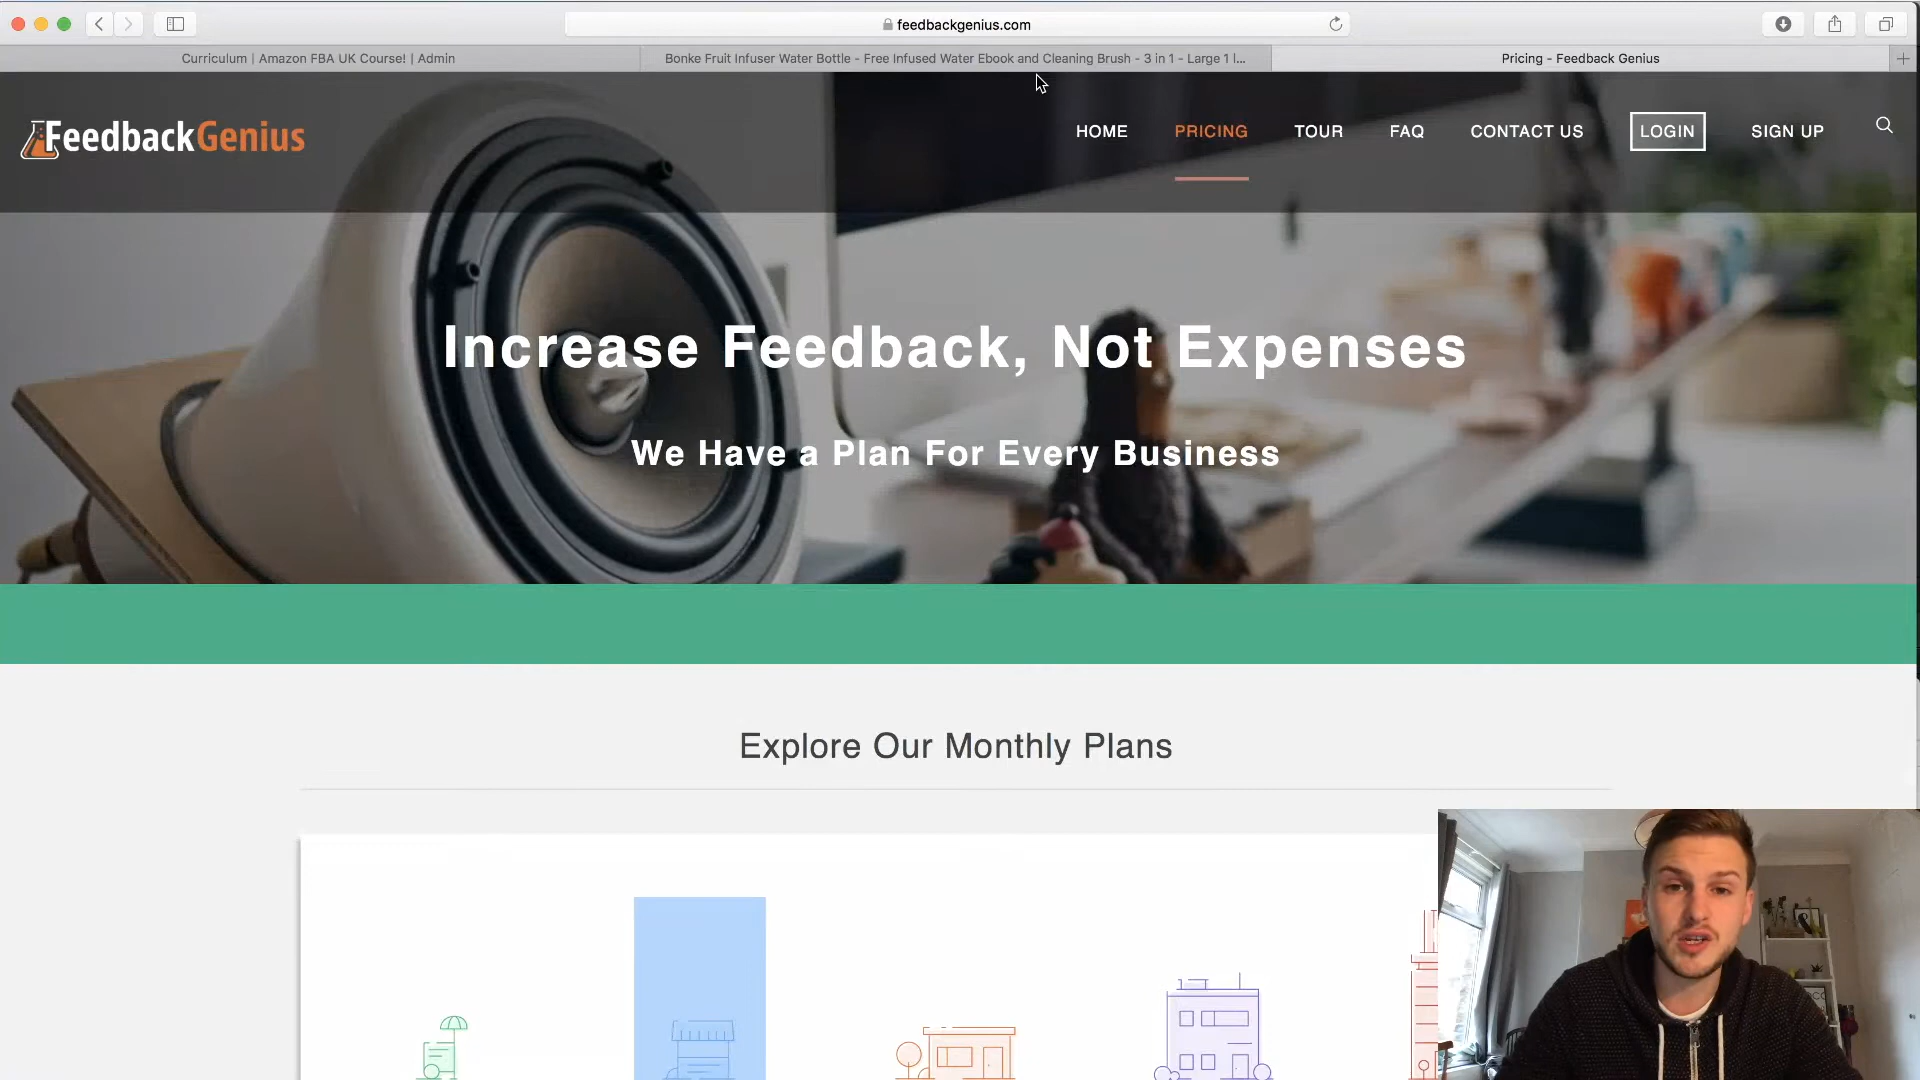 feedbackgenius.com
Curriculum | Amazon FBA UK Course! | Admin
Bonke Fruit Infuser Water Bottle - Free Infused Water Ebook and Cleaning Brush - 3 in 1 - Large 1 l...
Pricing - Feedback Genius
FeedbackGenius
HOME
PRICING
TOUR
FAQ
CONTACT US
LOGIN
SIGN UP
Increase Feedback, Not Expenses
We Have a Plan For Every Business
Explore Our Monthly Plans